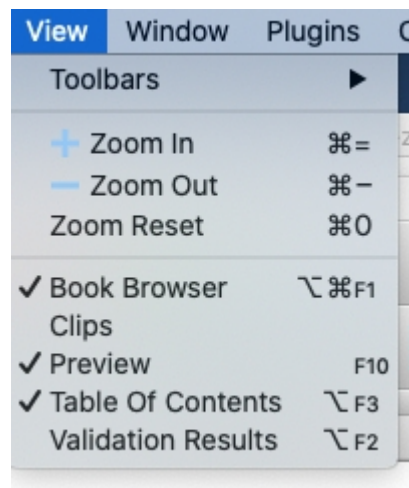 View Window Plugins
Toolbars ▶
Zoom In ⌘=
Zoom Out ⌘−
Zoom Reset ⌘0
✓ Book Browser ⌥⌘F1
Clips
✓ Preview F10
✓ Table Of Contents ⌥F3
Validation Results ⌥F2